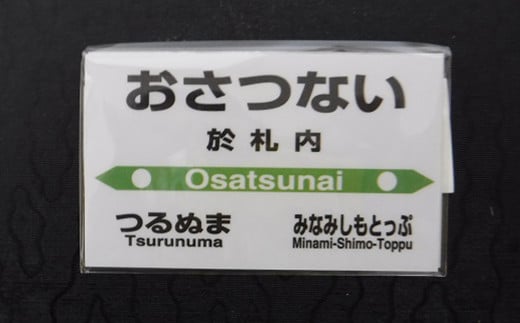 おさつない
於札内
Osatsunai
つるぬま
Tsurunuma
みなみしもとっぷ
Minami-Shimo-Toppu